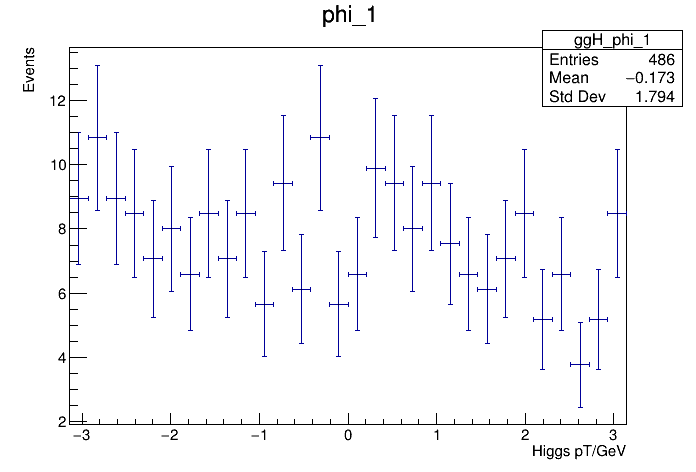 phi_1
ggH_phi_1
Entries 486
Mean −0.173
Std Dev 1.794
Events
12
10
8
6
4
2
−3 −2 −1 0 1 2 3
Higgs pT/GeV